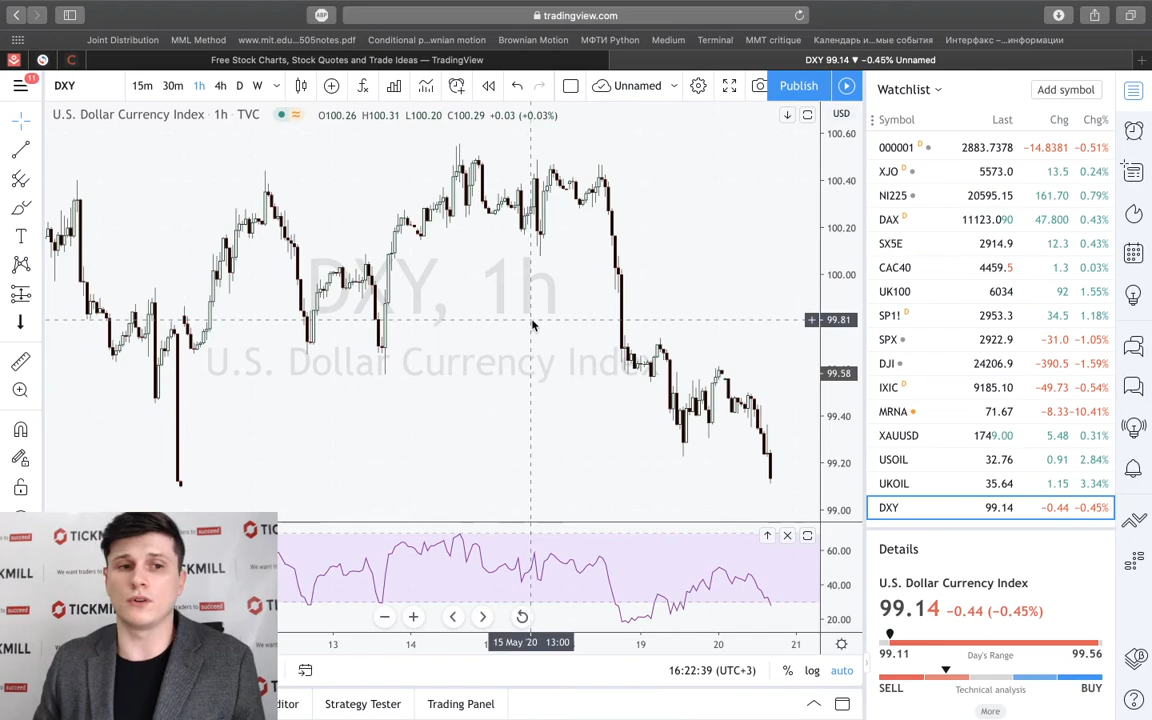 ABP
tradingview.com
Joint Distribution
MML Method
www.mit.edu...505notes.pdf
Conditional p...wnian motion
Brownian Motion
МФТИ Python
Medium
Terminal
MMT critique
Календарь и...мые события
Интерфакс –...информации
Free Stock Charts, Stock Quotes and Trade Ideas — TradingView
DXY 99.14 ▼ −0.45% Unnamed
11
DXY
15m 30m 1h 4h D W
Unnamed
Publish
U.S. Dollar Currency Index · 1h · TVC
O100.26 H100.31 L100.20 C100.29 +0.03 (+0.03%)
USD
100.60
100.40
100.20
100.00
99.81
99.58
99.40
99.20
99.00
DXY, 1h
U.S. Dollar Currency Index
60.00
40.00
20.00
13
14
15 May '20 13:00
19
20
21
16:22:39 (UTC+3)
% log auto
Strategy Tester
Trading Panel
Watchlist
Add symbol
Symbol Last Chg Chg%
000001 D 2883.7378 −14.8381 −0.51%
XJO D 5573.0 13.5 0.24%
NI225 20595.15 161.70 0.79%
DAX D 11123.090 47.800 0.43%
SX5E 2914.9 12.3 0.43%
CAC40 4459.5 1.3 0.03%
UK100 6034 92 1.55%
SP1! D 2953.3 34.5 1.18%
SPX 2922.9 −31.0 −1.05%
DJI 24206.9 −390.5 −1.59%
IXIC D 9185.10 −49.73 −0.54%
MRNA 71.67 −8.33 −10.41%
XAUUSD 1749.00 5.48 0.31%
USOIL 32.76 0.91 2.84%
UKOIL 35.64 1.15 3.34%
DXY 99.14 −0.44 −0.45%
Details
U.S. Dollar Currency Index
99.14 −0.44 (−0.45%)
99.11 Day's Range 99.56
SELL Technical analysis BUY
More
TICKMILL
We want traders to succeed